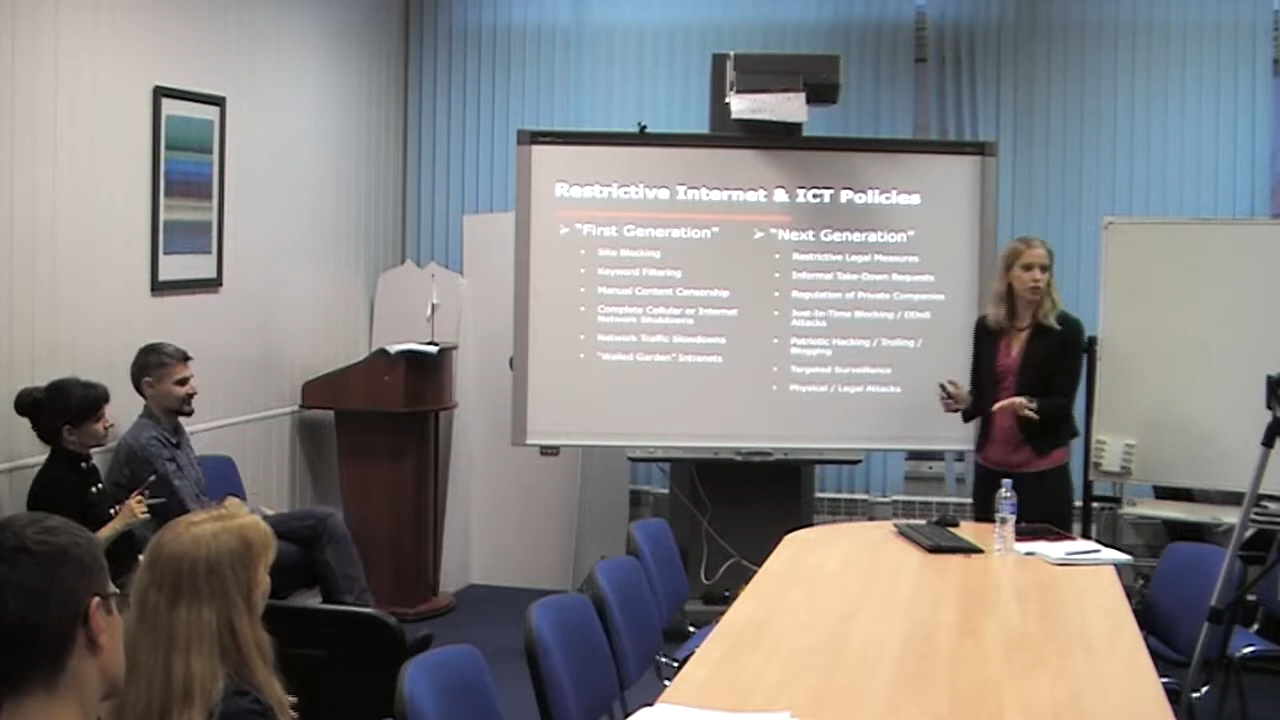 Restrictive Internet & ICT Policies
➢ "First Generation"
• Site Blocking
• Keyword Filtering
• Manual Content Censorship
• Complete Cellular or Internet
Network Shutdowns
• Network Traffic Slowdowns
• "Walled Garden" Intranets
➢ "Next Generation"
• Restrictive Legal Measures
• Informal Take-Down Requests
• Regulation of Private Companies
• Just-In-Time Blocking / DDoS
Attacks
• Patriotic Hacking / Trolling /
Blogging
• Targeted Surveillance
• Physical / Legal Attacks